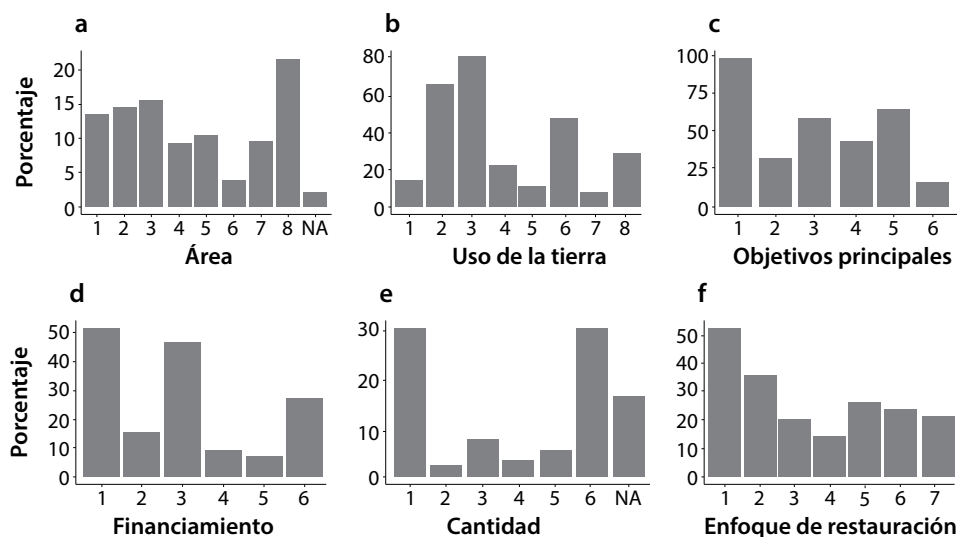 a
Porcentaje
20
15
10
5
0
1 2 3 4 5 6 7 8 NA
Área
b
80
60
40
20
0
1 2 3 4 5 6 7 8
Uso de la tierra
c
100
75
50
25
0
1 2 3 4 5 6
Objetivos principales
d
Porcentaje
50
40
30
20
10
0
1 2 3 4 5 6
Financiamiento
e
30
20
10
0
1 2 3 4 5 6 NA
Cantidad
f
50
40
30
20
10
0
1 2 3 4 5 6 7
Enfoque de restauración